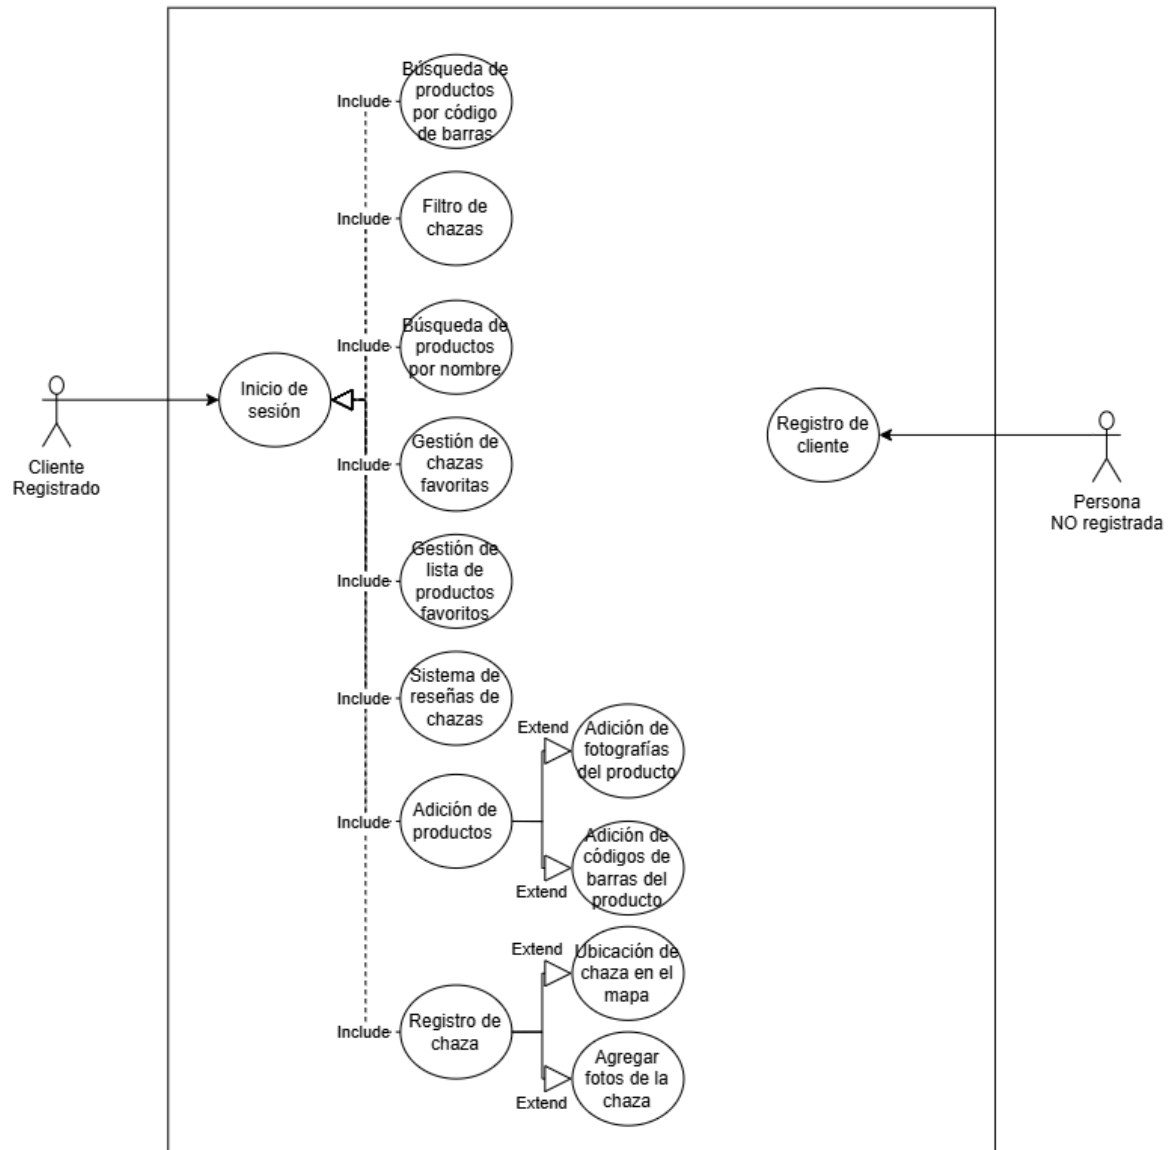 Búsqueda de
productos
por código
de barras
Include
Filtro de
chazas
Include
Búsqueda de
productos
por nombre
Include
Inicio de
sesión
Cliente
Registrado
Registro de
cliente
Persona
NO registrada
Gestión de
chazas
favoritas
Include
Gestión de
lista de
productos
favoritos
Include
Sistema de
reseñas de
chazas
Include
Extend
Adición de
fotografías
del producto
Adición de
productos
Include
Adición de
códigos de
barras del
producto
Extend
Extend
Ubicación de
chaza en el
mapa
Registro de
chaza
Include
Agregar
fotos de la
chaza
Extend